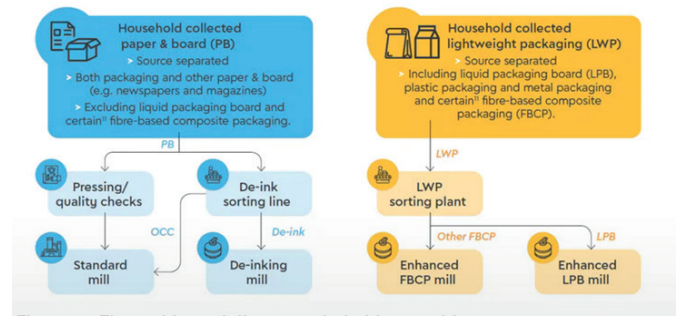 Household collected
paper & board (PB)
> Source separated
> Both packaging and other paper & board
(e.g. newspapers and magazines)
> Excluding liquid packaging board and
certain¹¹ fibre-based composite packaging.
Household collected
lightweight packaging (LWP)
> Source separated
> Including liquid packaging board (LPB),
plastic packaging and metal packaging
and certain¹¹ fibre-based composite
packaging (FBCP).
PB
LWP
Pressing/
quality checks
De-ink
sorting line
LWP
sorting plant
OCC
De-ink
Other FBCP
LPB
Standard
mill
De-inking
mill
Enhanced
FBCP mill
Enhanced
LPB mill